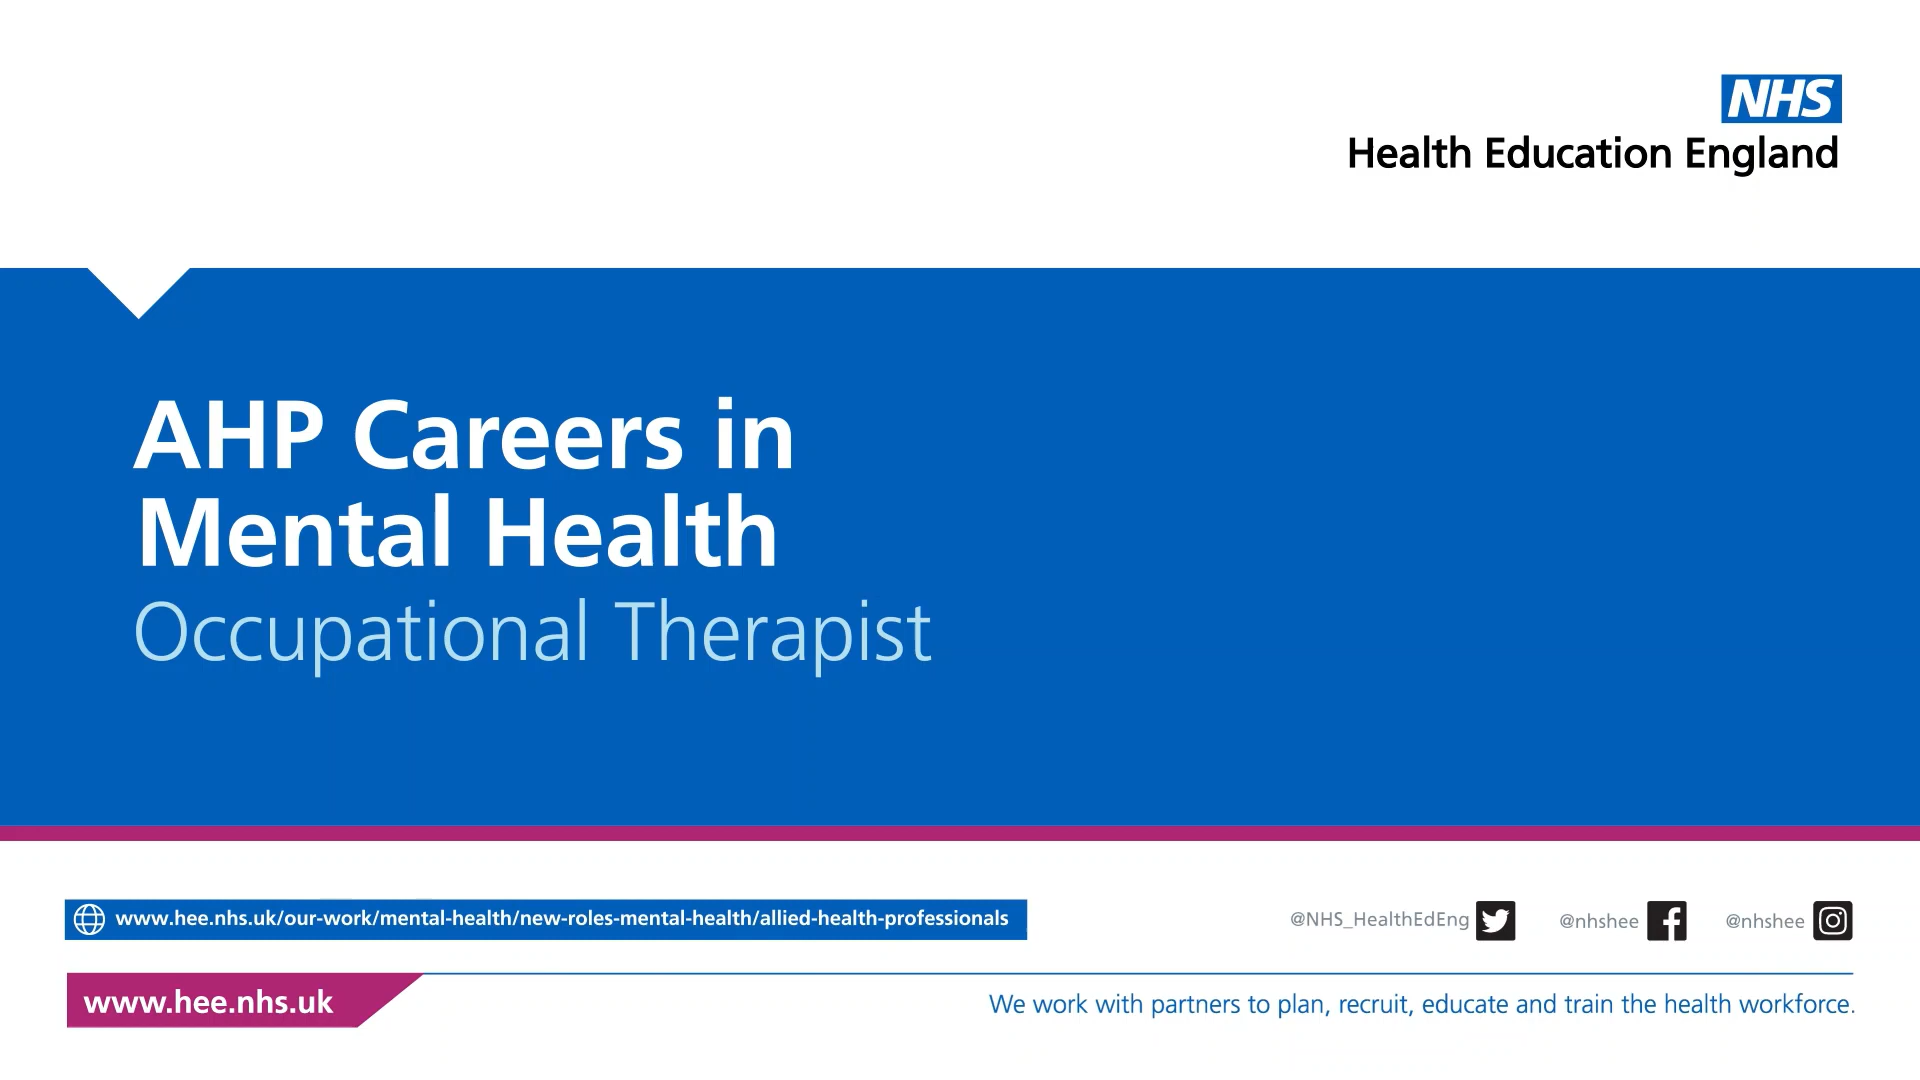 NHS
Health Education England
AHP Careers in
Mental Health
Occupational Therapist
www.hee.nhs.uk/our-work/mental-health/new-roles-mental-health/allied-health-professionals
@NHS_HealthEdEng
@nhshee
@nhshee
www.hee.nhs.uk
We work with partners to plan, recruit, educate and train the health workforce.